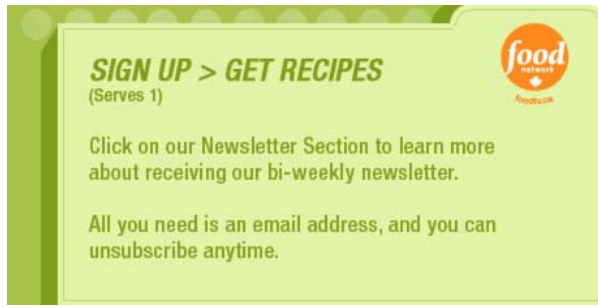 SIGN UP > GET RECIPES
(Serves 1)
food
network
foodtv.ca
Click on our Newsletter Section to learn more
about receiving our bi-weekly newsletter.
All you need is an email address, and you can
unsubscribe anytime.